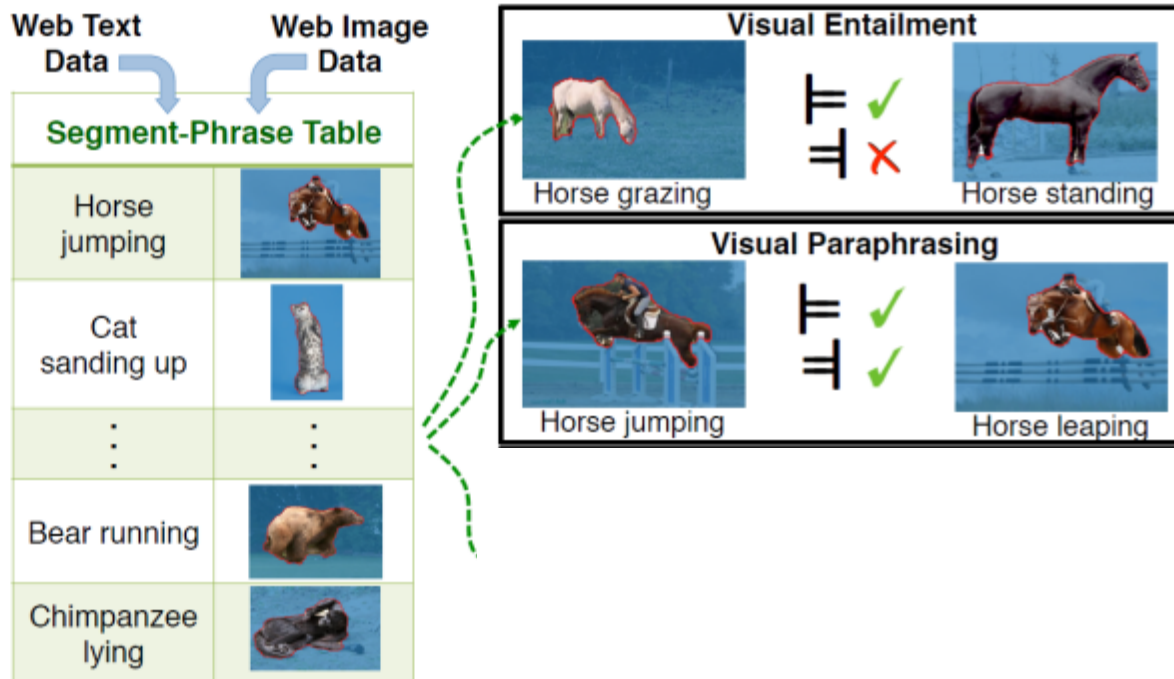 Web Text
Data
Web Image
Data
Segment-Phrase Table
Horse
jumping
Cat
sanding up
Bear running
Chimpanzee
lying
Visual Entailment
Horse grazing
Horse standing
Visual Paraphrasing
Horse jumping
Horse leaping